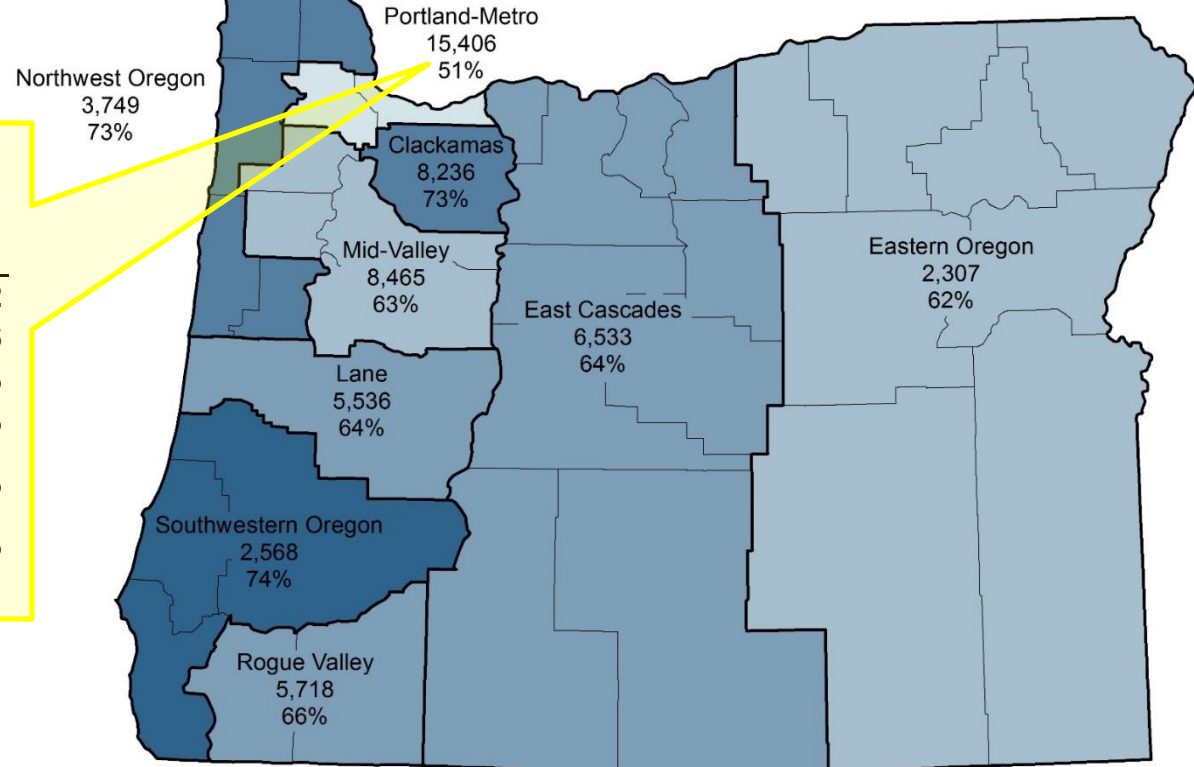 Portland-Metro
15,406
51%
Northwest Oregon
3,749
73%
Clackamas
8,236
73%
Mid-Valley
8,465
63%
Eastern Oregon
2,307
62%
East Cascades
6,533
64%
Lane
5,536
64%
Southwestern Oregon
2,568
74%
Rogue Valley
5,718
66%